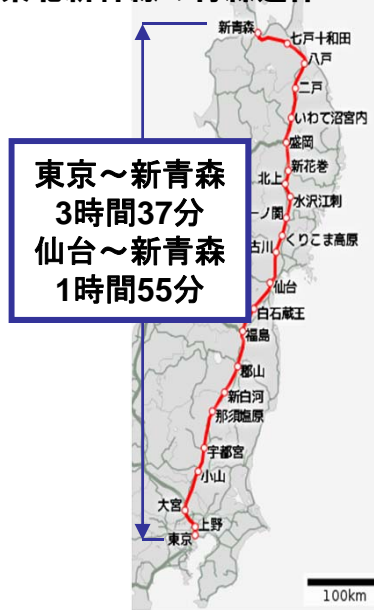 新青森
七戸十和田
八戸
二戸
いわて沼宮内
盛岡
東京～新青森
3時間37分
仙台～新青森
1時間55分
新花巻
北上
水沢江刺
一ノ関
くりこま高原
古川
仙台
白石蔵王
福島
郡山
新白河
那須塩原
宇都宮
小山
大宮
上野
東京
100km